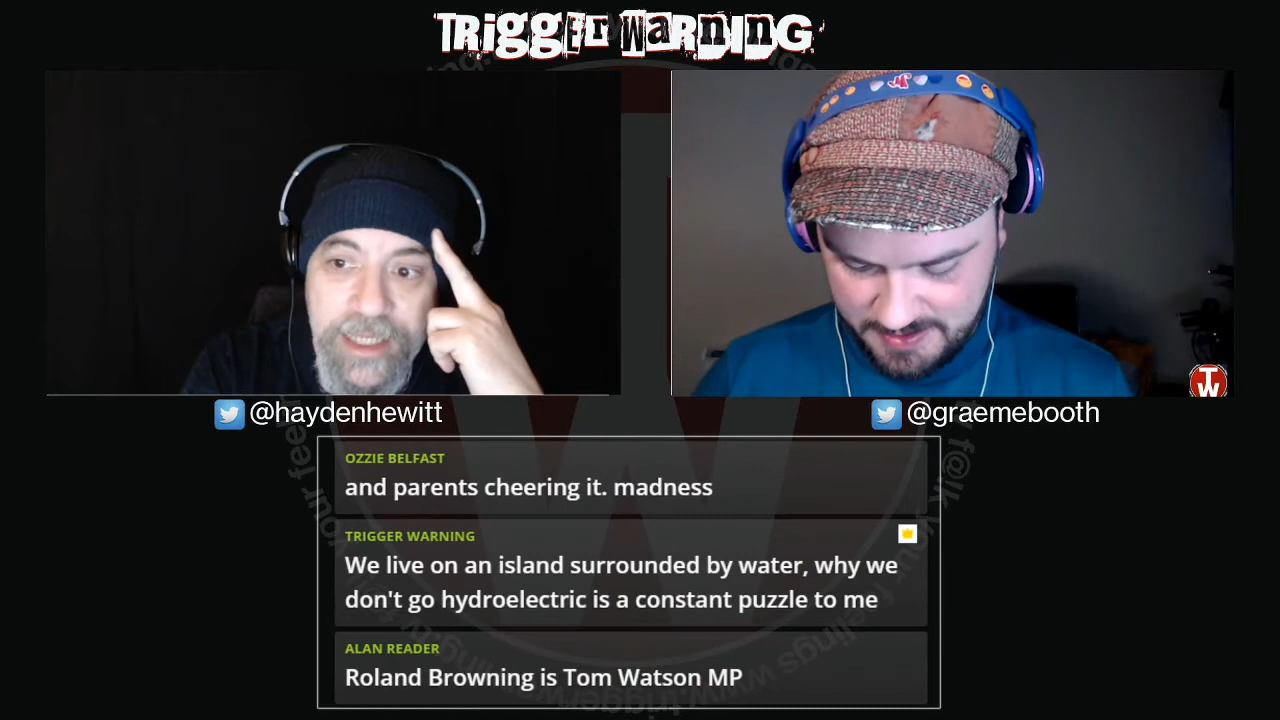 TRIGGER WARNING
TW
@haydenhewitt
@graemebooth
OZZIE BELFAST
and parents cheering it. madness
TRIGGER WARNING
We live on an island surrounded by water, why we
don't go hydroelectric is a constant puzzle to me
ALAN READER
Roland Browning is Tom Watson MP